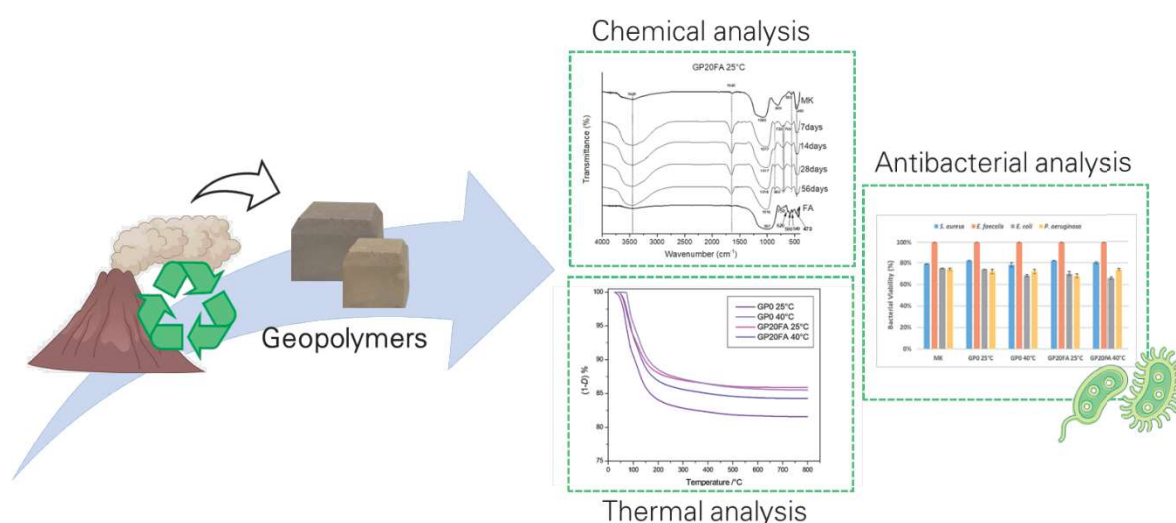 Chemical analysis
GP20FA 25°C
MK
7days
14days
28days
56days
FA
Transmittance (%)
4000 3500 3000 2500 2000 1500 1000 500
Wavenumber (cm⁻¹)
Geopolymers
Antibacterial analysis
S. auresa E. faecalis E. coli P. aeruginosa
Bacterial Viability (%)
100%
80%
60%
40%
20%
0%
MK GP0 25°C GP0 40°C GP20FA 25°C GP20FA 40°C
GP0 25°C
GP0 40°C
GP20FA 25°C
GP20FA 40°C
(1–D) %
100
95
90
85
80
75
0 100 200 300 400 500 600 700 800
Temperature /°C
Thermal analysis